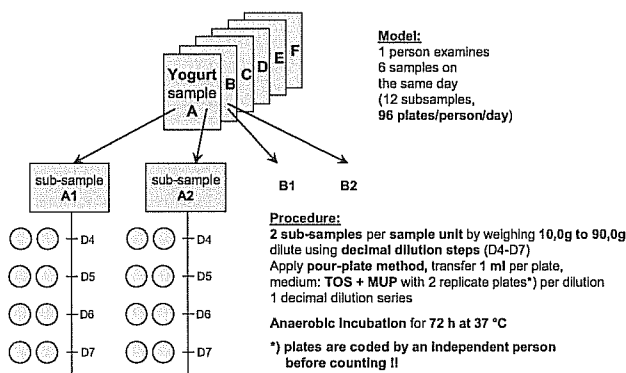 Yogurt
sample
A
B
C
D
E
F
Model:
1 person examines
6 samples on
the same day
(12 subsamples,
96 plates/person/day)
sub-sample
A1
sub-sample
A2
B1
B2
D4
D5
D6
D7
D4
D5
D6
D7
Procedure:
2 sub-samples per sample unit by weighing 10,0g to 90,0g
dilute using decimal dilution steps (D4-D7)
Apply pour-plate method, transfer 1 ml per plate,
medium: TOS + MUP with 2 replicate plates*) per dilution
1 decimal dilution series
Anaerobic Incubation for 72 h at 37 °C
*) plates are coded by an independent person
before counting !!